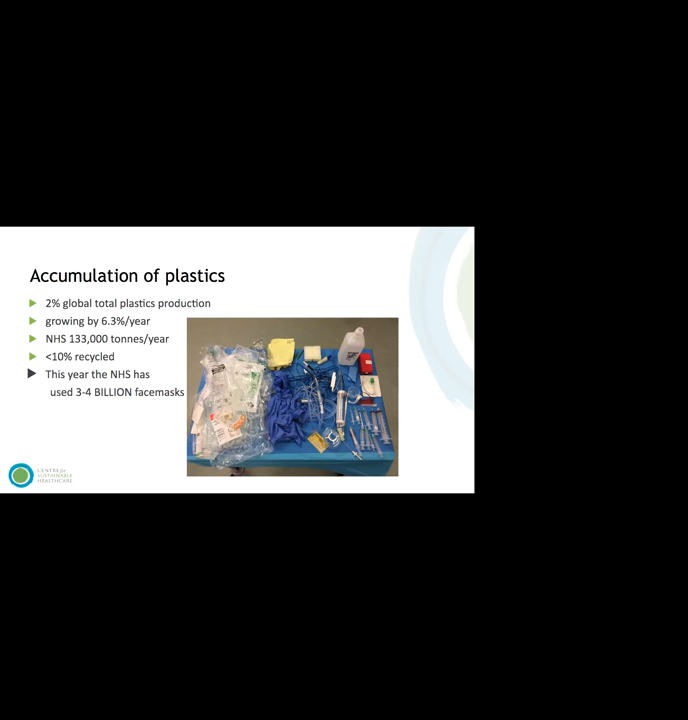 Accumulation of plastics
2% global total plastics production
growing by 6.3%/year
NHS 133,000 tonnes/year
<10% recycled
This year the NHS has
used 3-4 BILLION facemasks
CENTRE for
SUSTAINABLE
HEALTHCARE